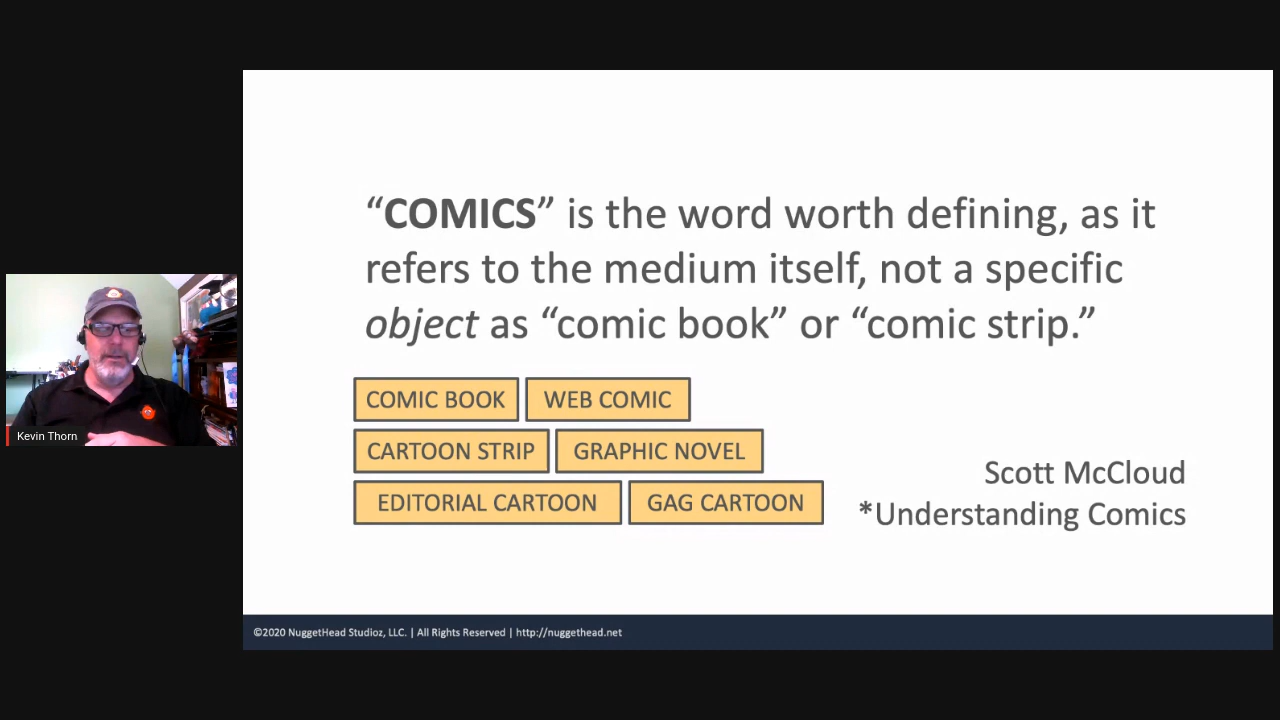 “COMICS” is the word worth defining, as it
refers to the medium itself, not a specific
object as “comic book” or “comic strip.”
COMIC BOOK WEB COMIC
CARTOON STRIP GRAPHIC NOVEL
EDITORIAL CARTOON GAG CARTOON
Scott McCloud
*Understanding Comics
©2020 NuggetHead Studioz, LLC. | All Rights Reserved | http://nuggethead.net
Kevin Thorn